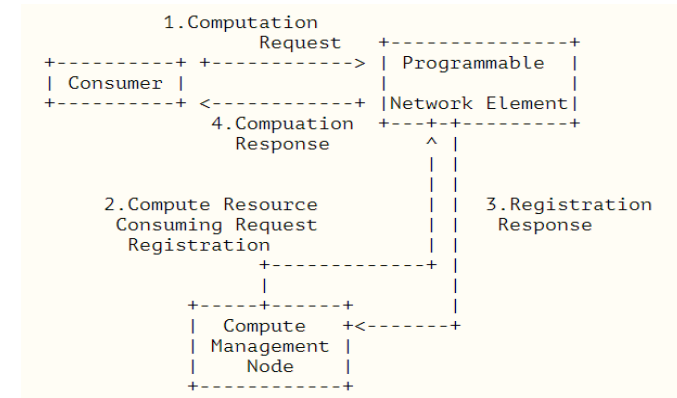 1.Computation
Request
Programmable
Consumer
Network Element
4.Compuation
Response
2.Compute Resource
Consuming Request
Registration
3.Registration
Response
Compute
Management
Node